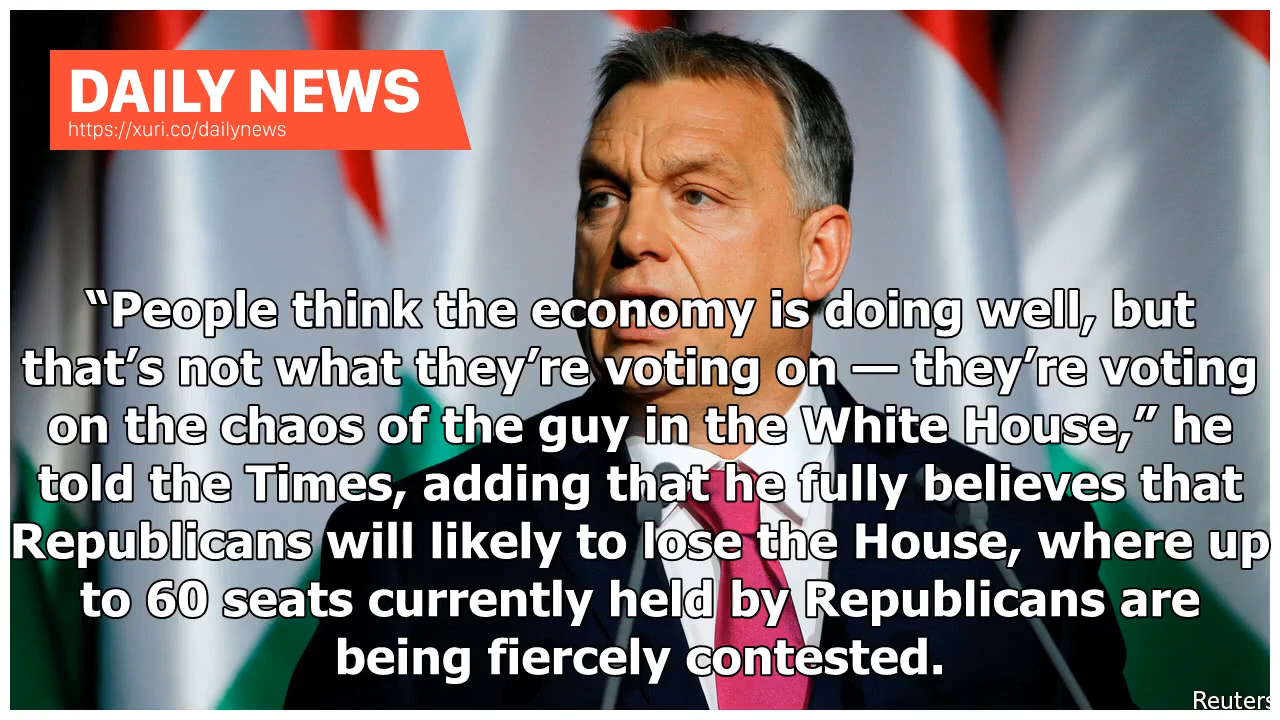 DAILY NEWS
https://xuri.co/dailynews
“People think the economy is doing well, but
that’s not what they’re voting on — they’re voting
on the chaos of the guy in the White House,” he
told the Times, adding that he fully believes that
Republicans will likely to lose the House, where up
to 60 seats currently held by Republicans are
being fiercely contested.
Reuters